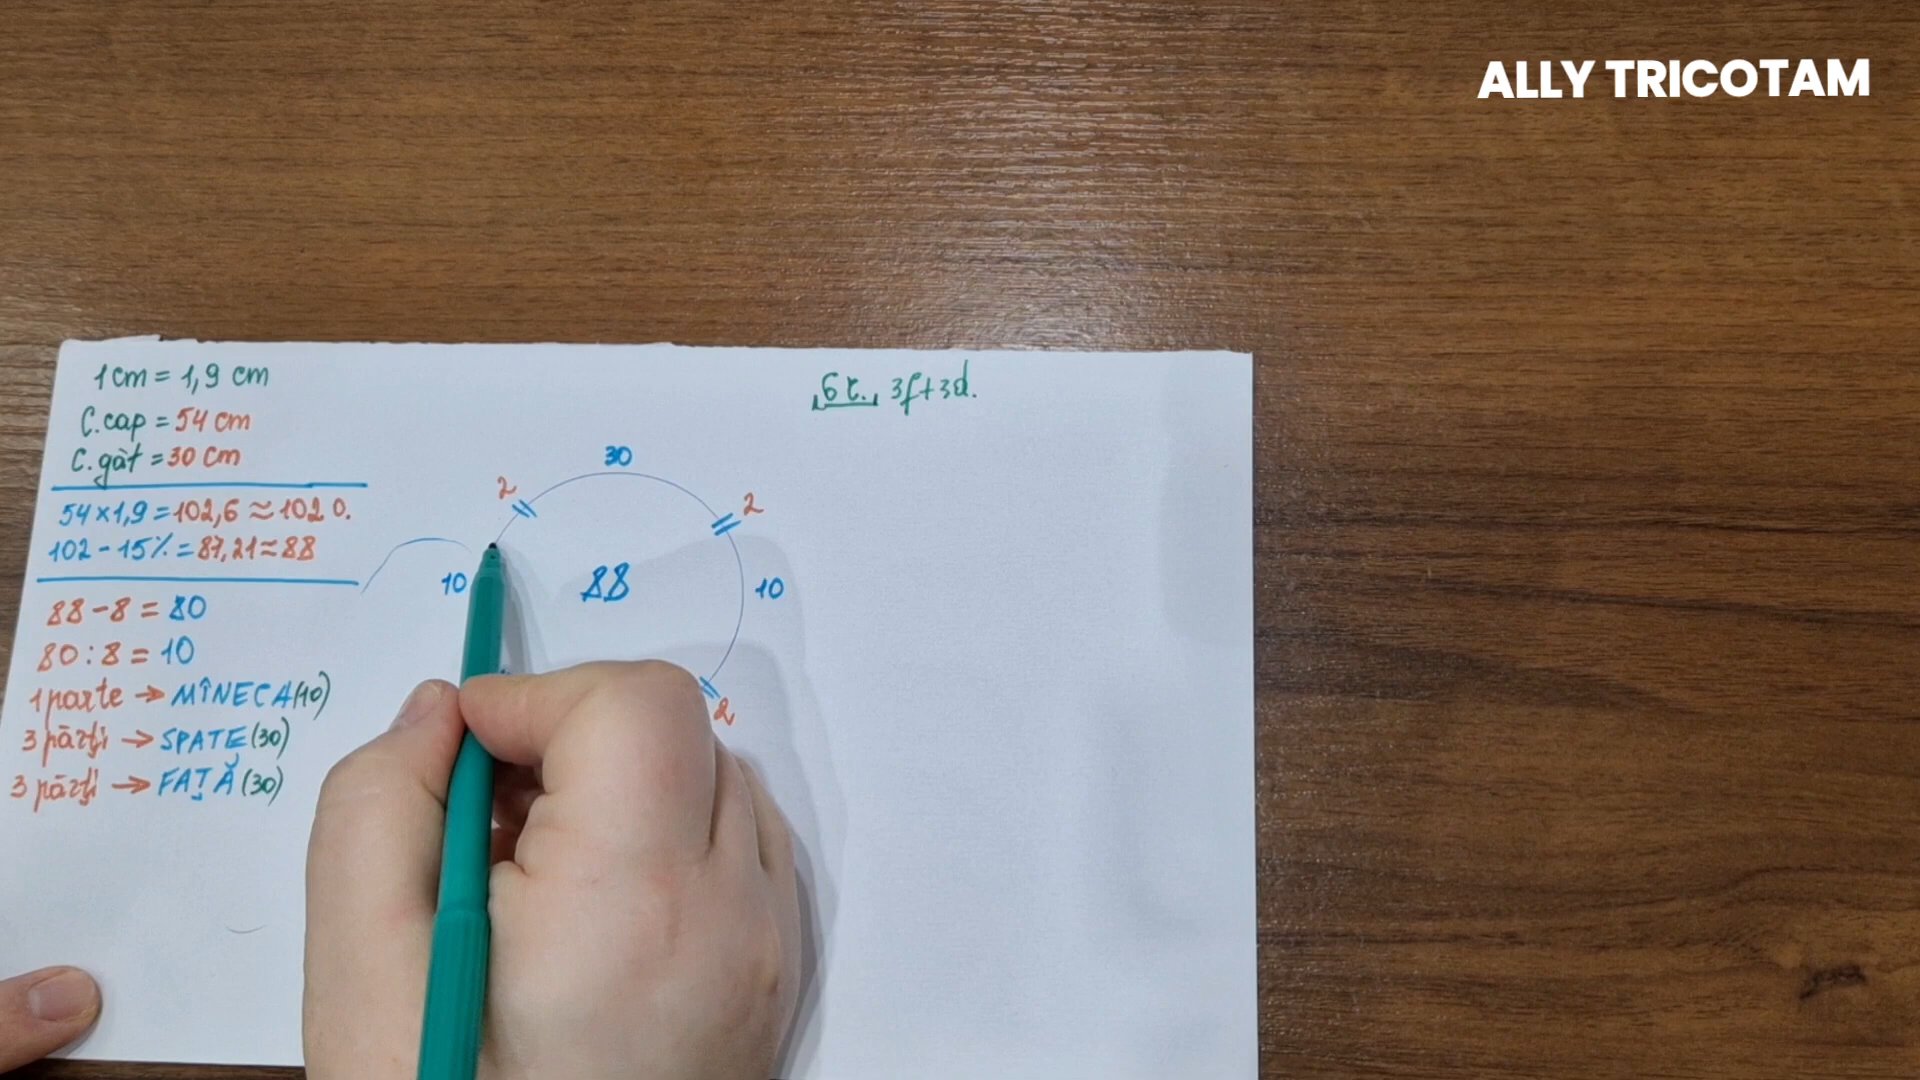 ALLY TRICOTAM
1 cm = 1,9 cm
C.cap = 54 cm
C.gât = 30 cm
54 x 1,9 = 102,6 ≈ 102 o.
102 - 15% = 87,21 ≈ 88
88 - 8 = 80
80 : 8 = 10
1 parte → MÎNECA (10)
3 părți → SPATE (30)
3 părți → FAȚĂ (30)
6 r. 3f+3d.
30
2
2
10
88
10
2